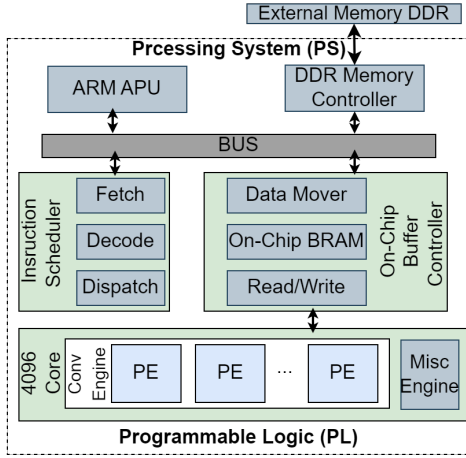 External Memory DDR
Prcessing System (PS)
ARM APU
DDR Memory
Controller
BUS
Insruction
Scheduler
Fetch
Decode
Dispatch
Data Mover
On-Chip BRAM
Read/Write
On-Chip
Buffer
Controller
4096
Core
Conv
Engine
PE
PE
...
PE
Misc
Engine
Programmable Logic (PL)